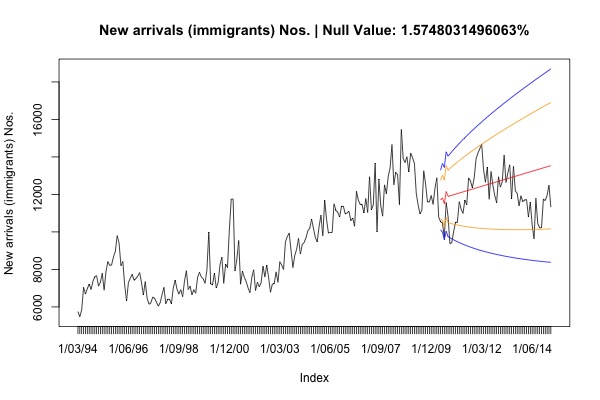 New arrivals (immigrants) Nos. | Null Value: 1.5748031496063%
New arrivals (immigrants) Nos.
16000
12000
8000
6000
1/03/94 1/06/96 1/09/98 1/12/00 1/03/03 1/06/05 1/09/07 1/12/09 1/03/12 1/06/14
Index